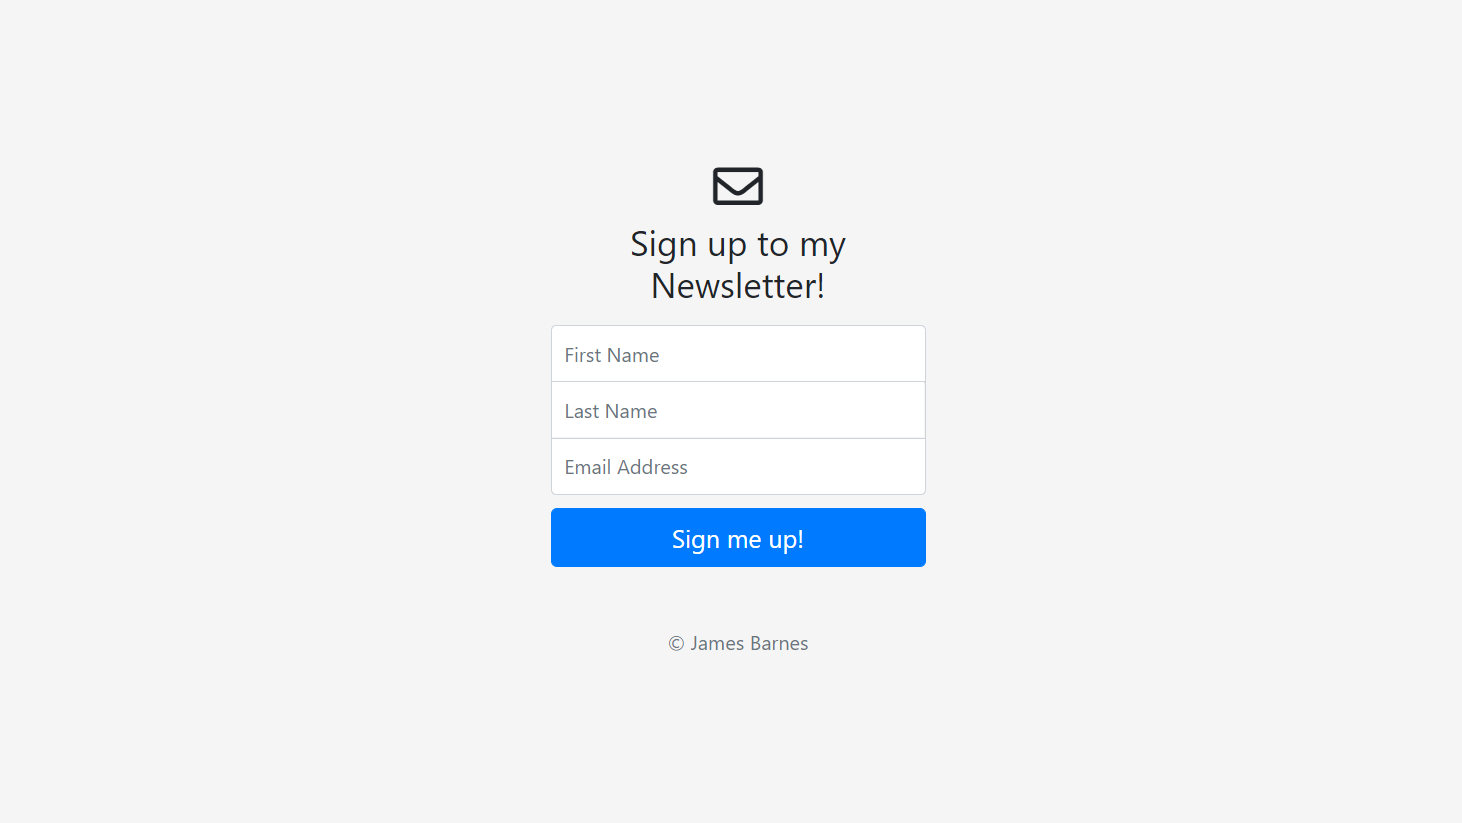 Sign up to my
Newsletter!
First Name
Last Name
Email Address
Sign me up!
© James Barnes